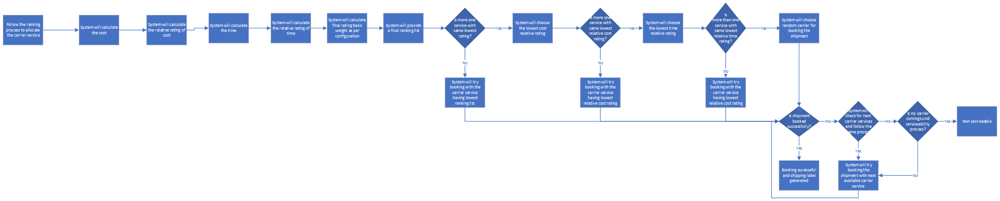 Follow the ranking
process to allocate
the carrier service
System will calculate
the cost
System will calculate
the relative rating of
cost
System will calculate
the time
System will calculate
the relative rating of
time
System will calculate
final rating basis
weight as per
configuration
System will provide
a final ranking list
Is more one
service with
same lowest
rating?
Yes
System will choose
the lowest cost
relative rating
Is more one
service with
same lowest
relative cost
rating?
Yes
System will choose
the lowest time
relative rating
Is
more than one
service with
same lowest
relative time
rating?
Yes
System will choose
random carrier for
booking the
shipment
No
No
No
System will try
booking with the
carrier service
having lowest
ranking list
System will try
booking with the
carrier service
having lowest
relative cost rating
System will try
booking with the
carrier service
having lowest
relative cost rating
Is shipment
booked
successfully?
No
System will
check for next
carrier services
and follow the
ame proces
No
Is no carrier
comings und
serviceability
process?
Yes
Non serviceable
Yes
Yes
Booking sucesseful
and shipping label
generated
System will try
booking the
shipment with next
available carrier
service
No